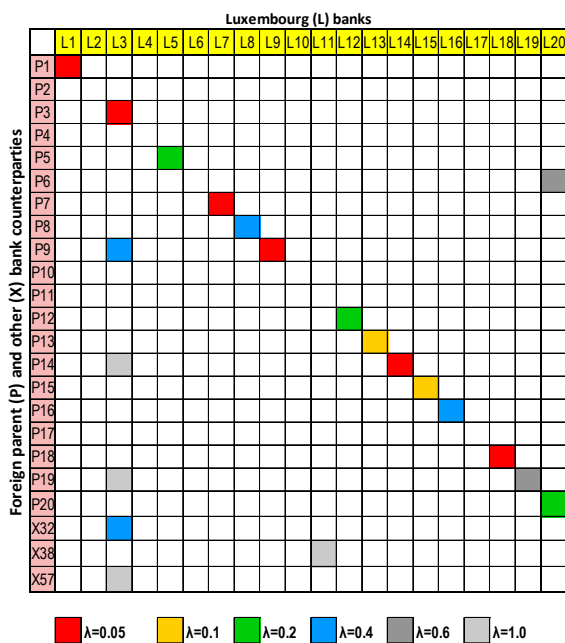 Luxembourg (L) banks
L1 L2 L3 L4 L5 L6 L7 L8 L9 L10 L11 L12 L13 L14 L15 L16 L17 L18 L19 L20
Foreign parent (P) and other (X) bank counterparties
P1
P2
P3
P4
P5
P6
P7
P8
P9
P10
P11
P12
P13
P14
P15
P16
P17
P18
P19
P20
X32
X38
X57
λ=0.05 λ=0.1 λ=0.2 λ=0.4 λ=0.6 λ=1.0